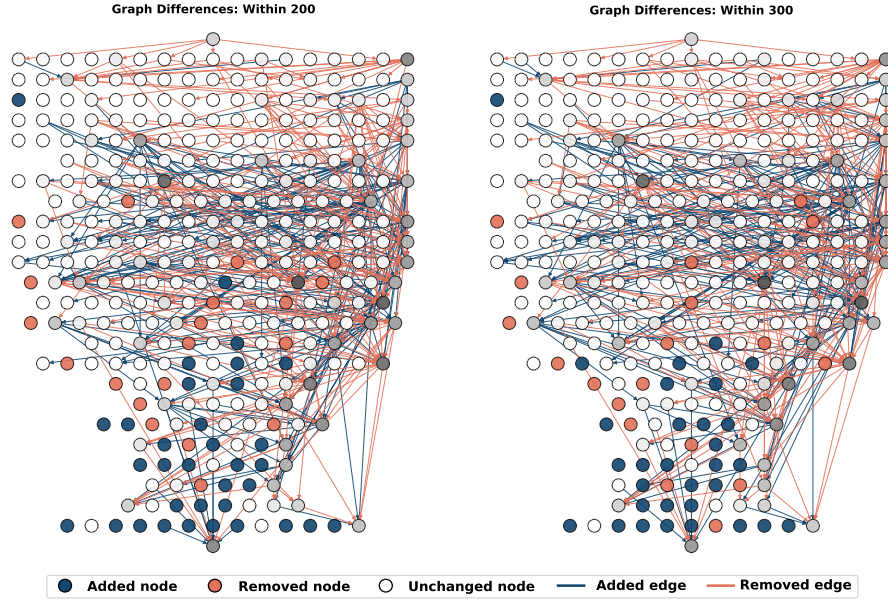 Graph Differences: Within 200
Graph Differences: Within 300
Added node
Removed node
Unchanged node
Added edge
Removed edge